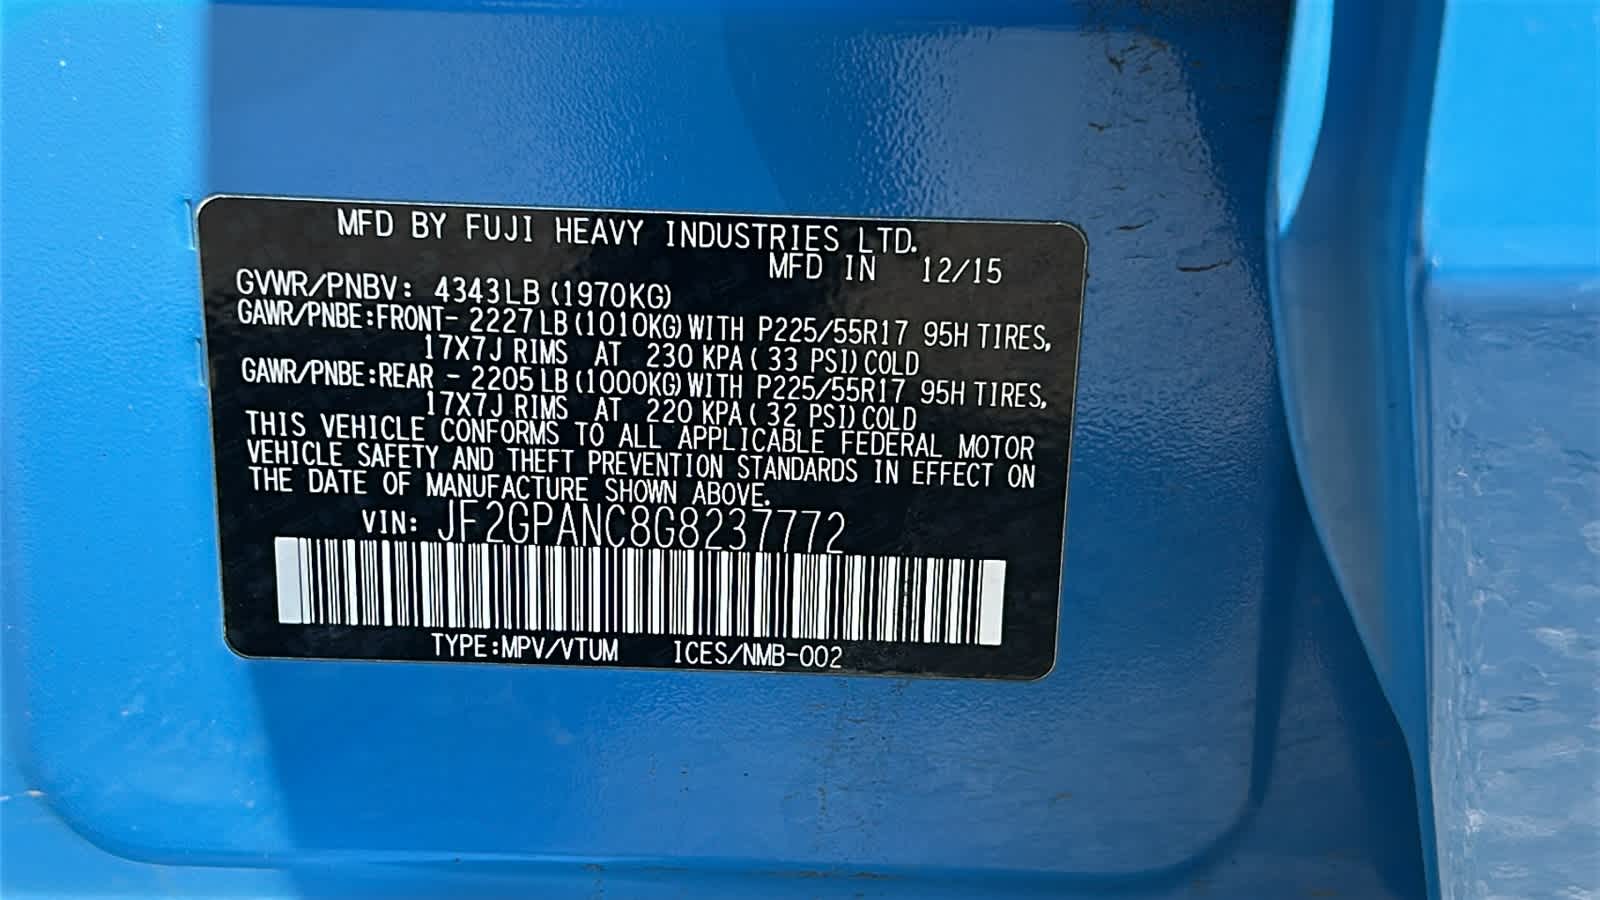 MFD BY FUJI HEAVY INDUSTRIES LTD.
MFD IN 12/15
GVWR/PNBV: 4343LB (1970KG)
GAWR/PNBE:FRONT- 2227LB (1010KG) WITH P225/55R17 95H TIRES,
17X7J RIMS AT 230 KPA ( 33 PSI) COLD
GAWR/PNBE:REAR - 2205LB (1000KG) WITH P225/55R17 95H TIRES,
17X7J RIMS AT 220 KPA ( 32 PSI) COLD
THIS VEHICLE CONFORMS TO ALL APPLICABLE FEDERAL MOTOR
VEHICLE SAFETY, AND THEFT PREVENTION STANDARDS IN EFFECT ON
THE DATE OF MANUFACTURE SHOWN ABOVE.
VIN: JF2GPANC8G8237772
TYPE:MPV/VTUM ICES/NMB-002